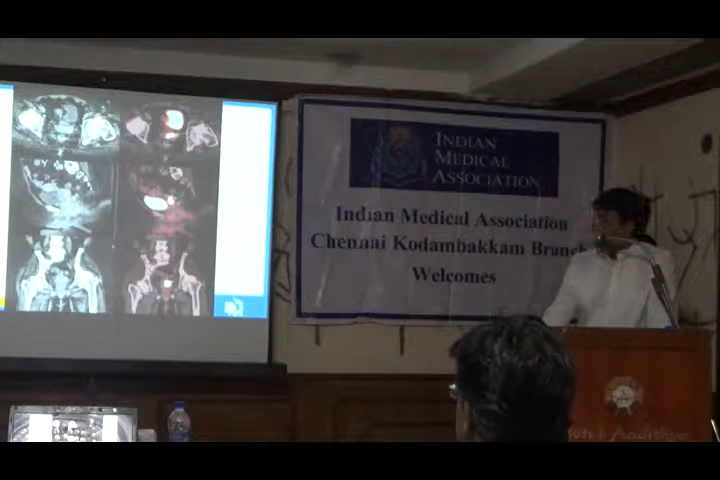 INDIAN
MEDICAL
ASSOCIATION
Indian Medical Association
Chennai Kodambakkam Branch
Welcomes